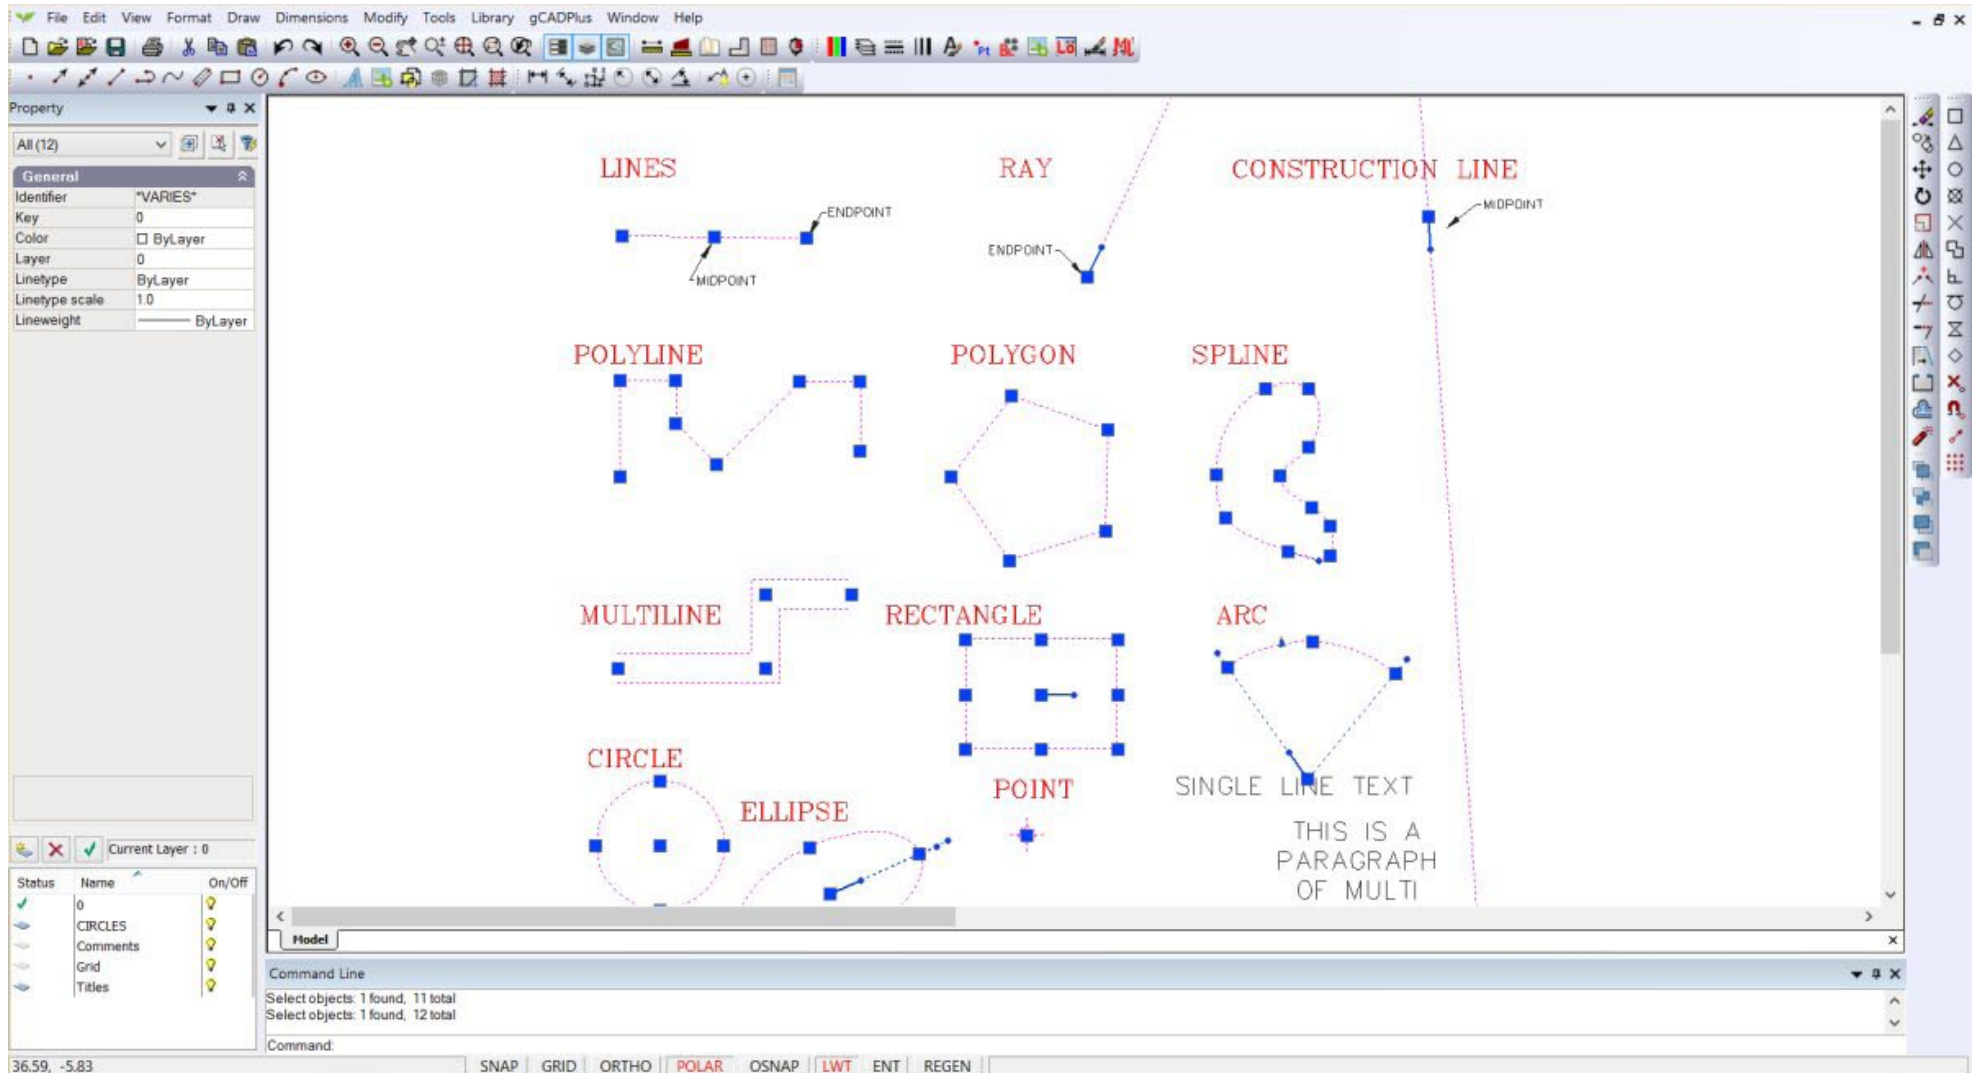 File Edit View Format Draw Dimensions Modify Tools Library gCADPlus Window Help
Property
All (12)
General
Identifier *VARIES*
Key 0
Color ByLayer
Layer 0
Linetype ByLayer
Linetype scale 1.0
Lineweight ByLayer
Current Layer : 0
Status Name On/Off
0
CIRCLES
Comments
Grid
Titles
LINES
ENDPOINT
MIDPOINT
RAY
ENDPOINT
CONSTRUCTION LINE
MIDPOINT
POLYLINE
POLYGON
SPLINE
MULTILINE
RECTANGLE
ARC
CIRCLE
ELLIPSE
POINT
SINGLE LINE TEXT
THIS IS A
PARAGRAPH
OF MULTI
Model
Command Line
Select objects: 1 found, 11 total
Select objects: 1 found, 12 total
Command:
36.59, -5.83
SNAP GRID ORTHO POLAR OSNAP LWT ENT REGEN